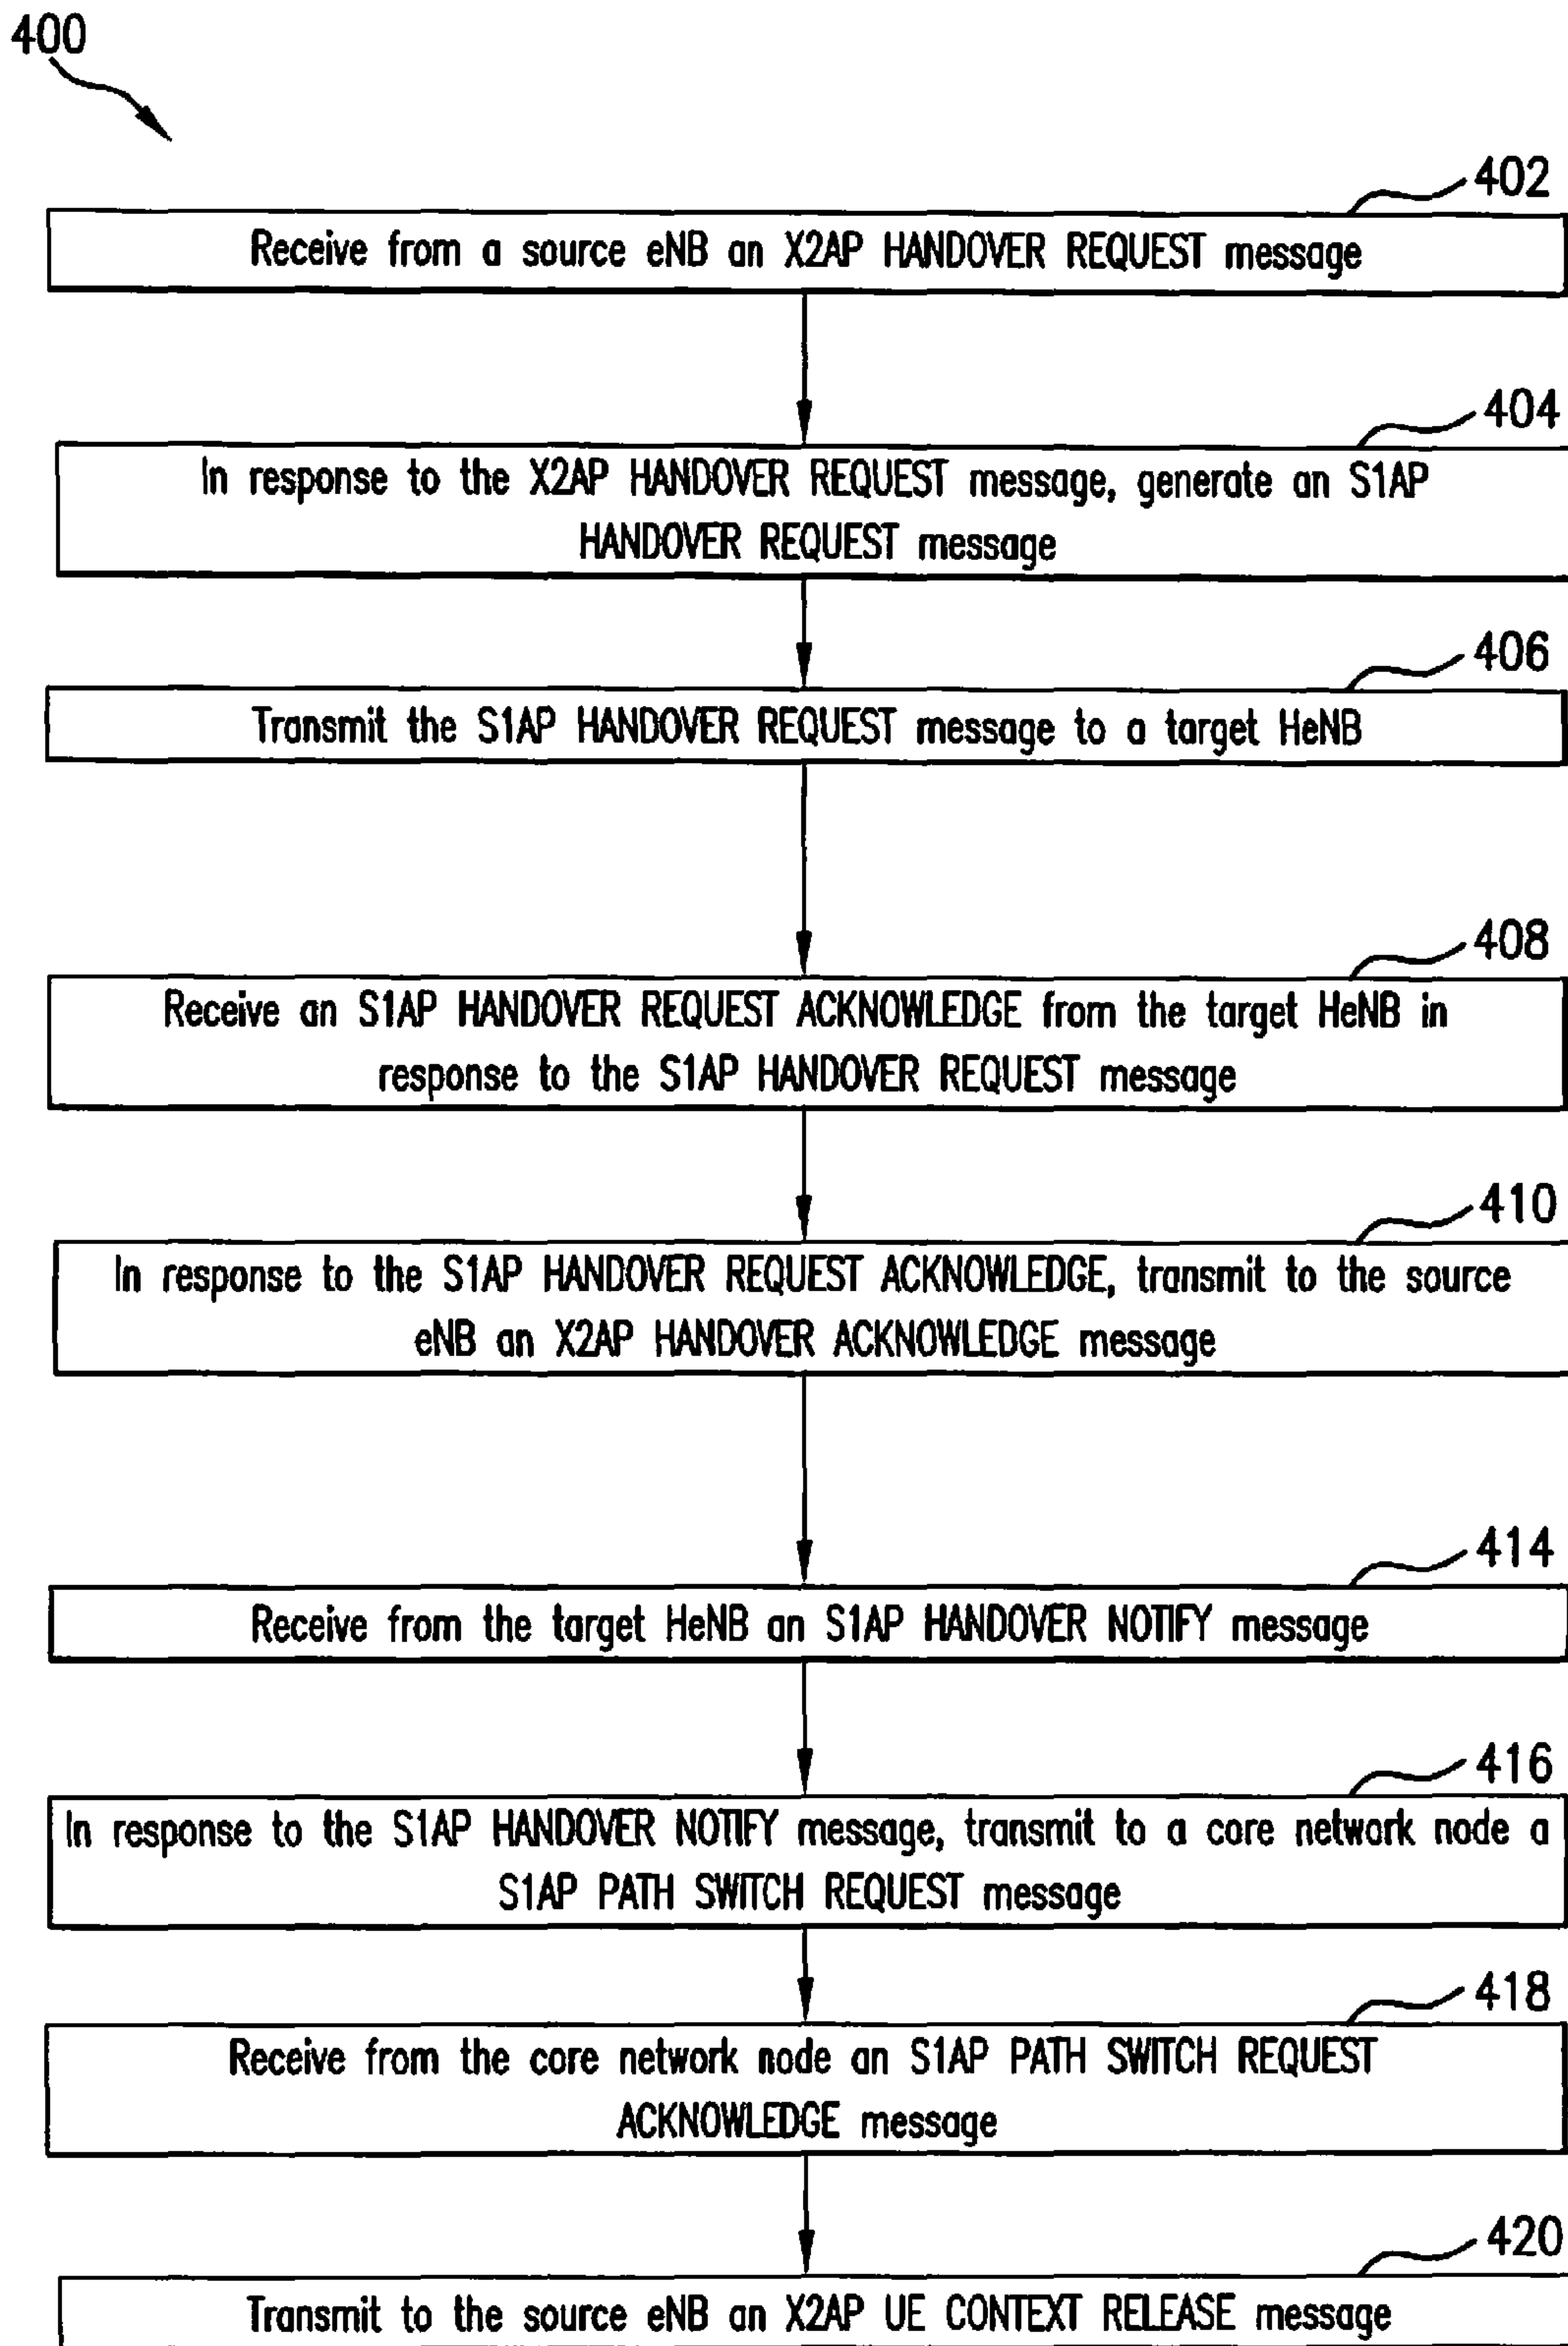 400
402
Receive from a source eNB an X2AP HANDOVER REQUEST message
404
In response to the X2AP HANDOVER REQUEST message, generate an S1AP
HANDOVER REQUEST message
406
Transmit the S1AP HANDOVER REQUEST message to a target HeNB
408
Receive an S1AP HANDOVER REQUEST ACKNOWLEDGE from the target HeNB in
response to the S1AP HANDOVER REQUEST message
410
In response to the S1AP HANDOVER REQUEST ACKNOWLEDGE, transmit to the source
eNB an X2AP HANDOVER ACKNOWLEDGE message
414
Receive from the target HeNB an S1AP HANDOVER NOTIFY message
416
In response to the S1AP HANDOVER NOTIFY message, transmit to a core network node a
S1AP PATH SWITCH REQUEST message
418
Receive from the core network node an S1AP PATH SWITCH REQUEST
ACKNOWLEDGE message
420
Transmit to the source eNB an X2AP UE CONTEXT RELEASE message